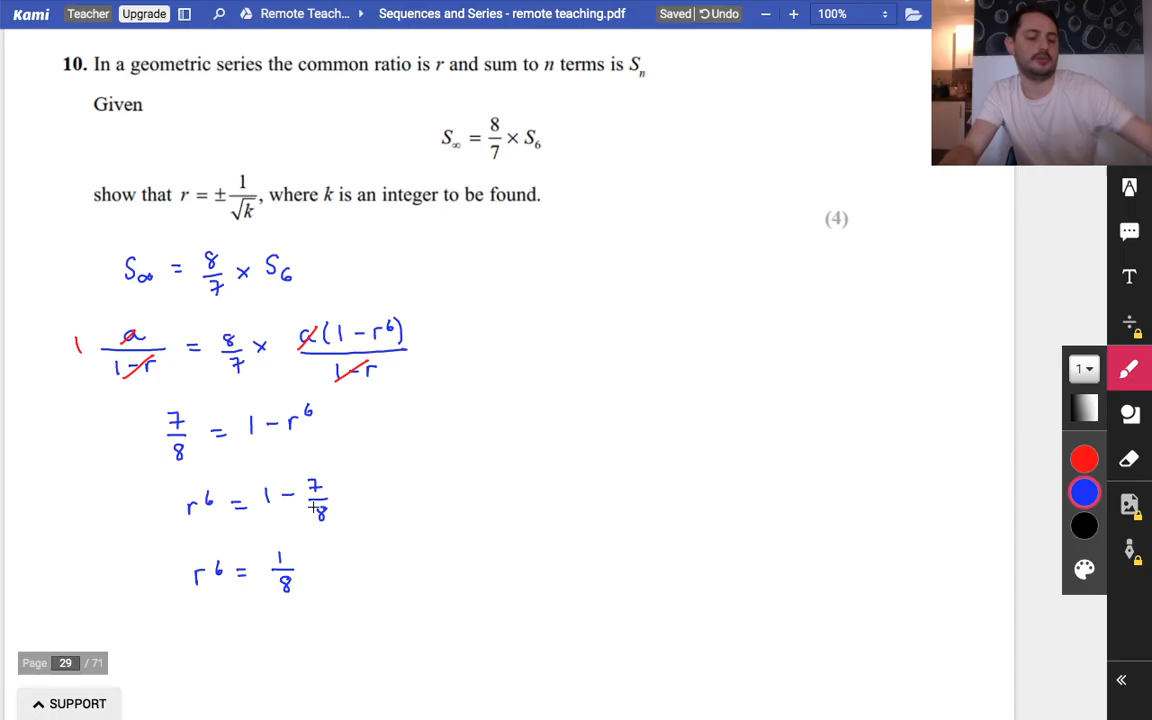 Kami Teacher Upgrade Remote Teach... Sequences and Series - remote teaching.pdf Saved Undo − + 100%
10. In a geometric series the common ratio is r and sum to n terms is Sₙ
Given
S∞ = 8/7 × S₆
show that r = ± 1/√k, where k is an integer to be found.
(4)
S∞ = 8/7 × S₆
1 a/(1 − r) = 8/7 × a(1 − r⁶)/(1 − r)
7/8 = 1 − r⁶
r⁶ = 1 − 7/8
r⁶ = 1/8
T
1
Page 29 / 71
SUPPORT